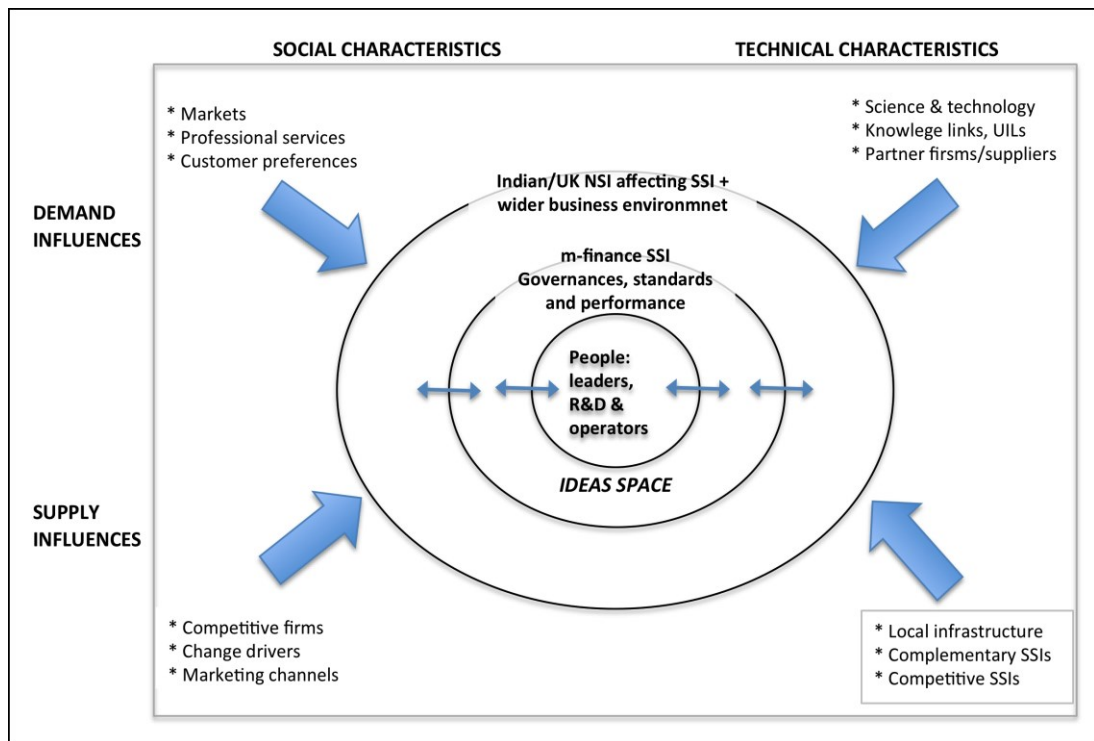 SOCIAL CHARACTERISTICS
TECHNICAL CHARACTERISTICS
* Markets
* Professional services
* Customer preferences
* Science & technology
* Knowlege links, UILs
* Partner firsms/suppliers
DEMAND
INFLUENCES
Indian/UK NSI affecting SSI +
wider business environmnet
m-finance SSI
Governances, standards
and performance
People:
leaders,
R&D &
operators
IDEAS SPACE
SUPPLY
INFLUENCES
* Competitive firms
* Change drivers
* Marketing channels
* Local infrastructure
* Complementary SSIs
* Competitive SSIs